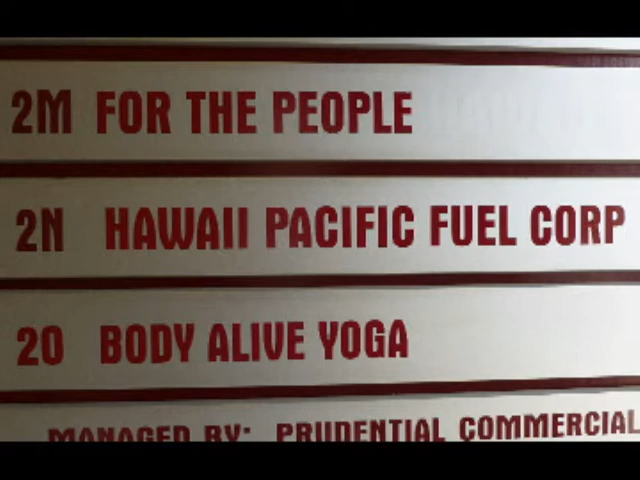 2M FOR THE PEOPLE
2N HAWAII PACIFIC FUEL CORP
2O BODY ALIVE YOGA
MANAGED BY: PRUDENTIAL COMMERCIAL